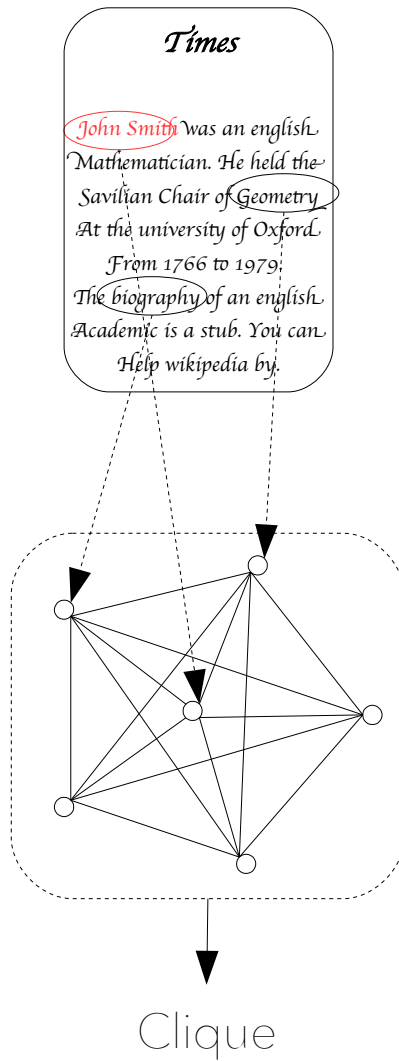 Times
John Smith was an english
Mathematician. He held the
Savilian Chair of Geometry
At the university of Oxford
From 1766 to 1979.
The biography of an english
Academic is a stub. You can
Help wikipedia by.
Clique